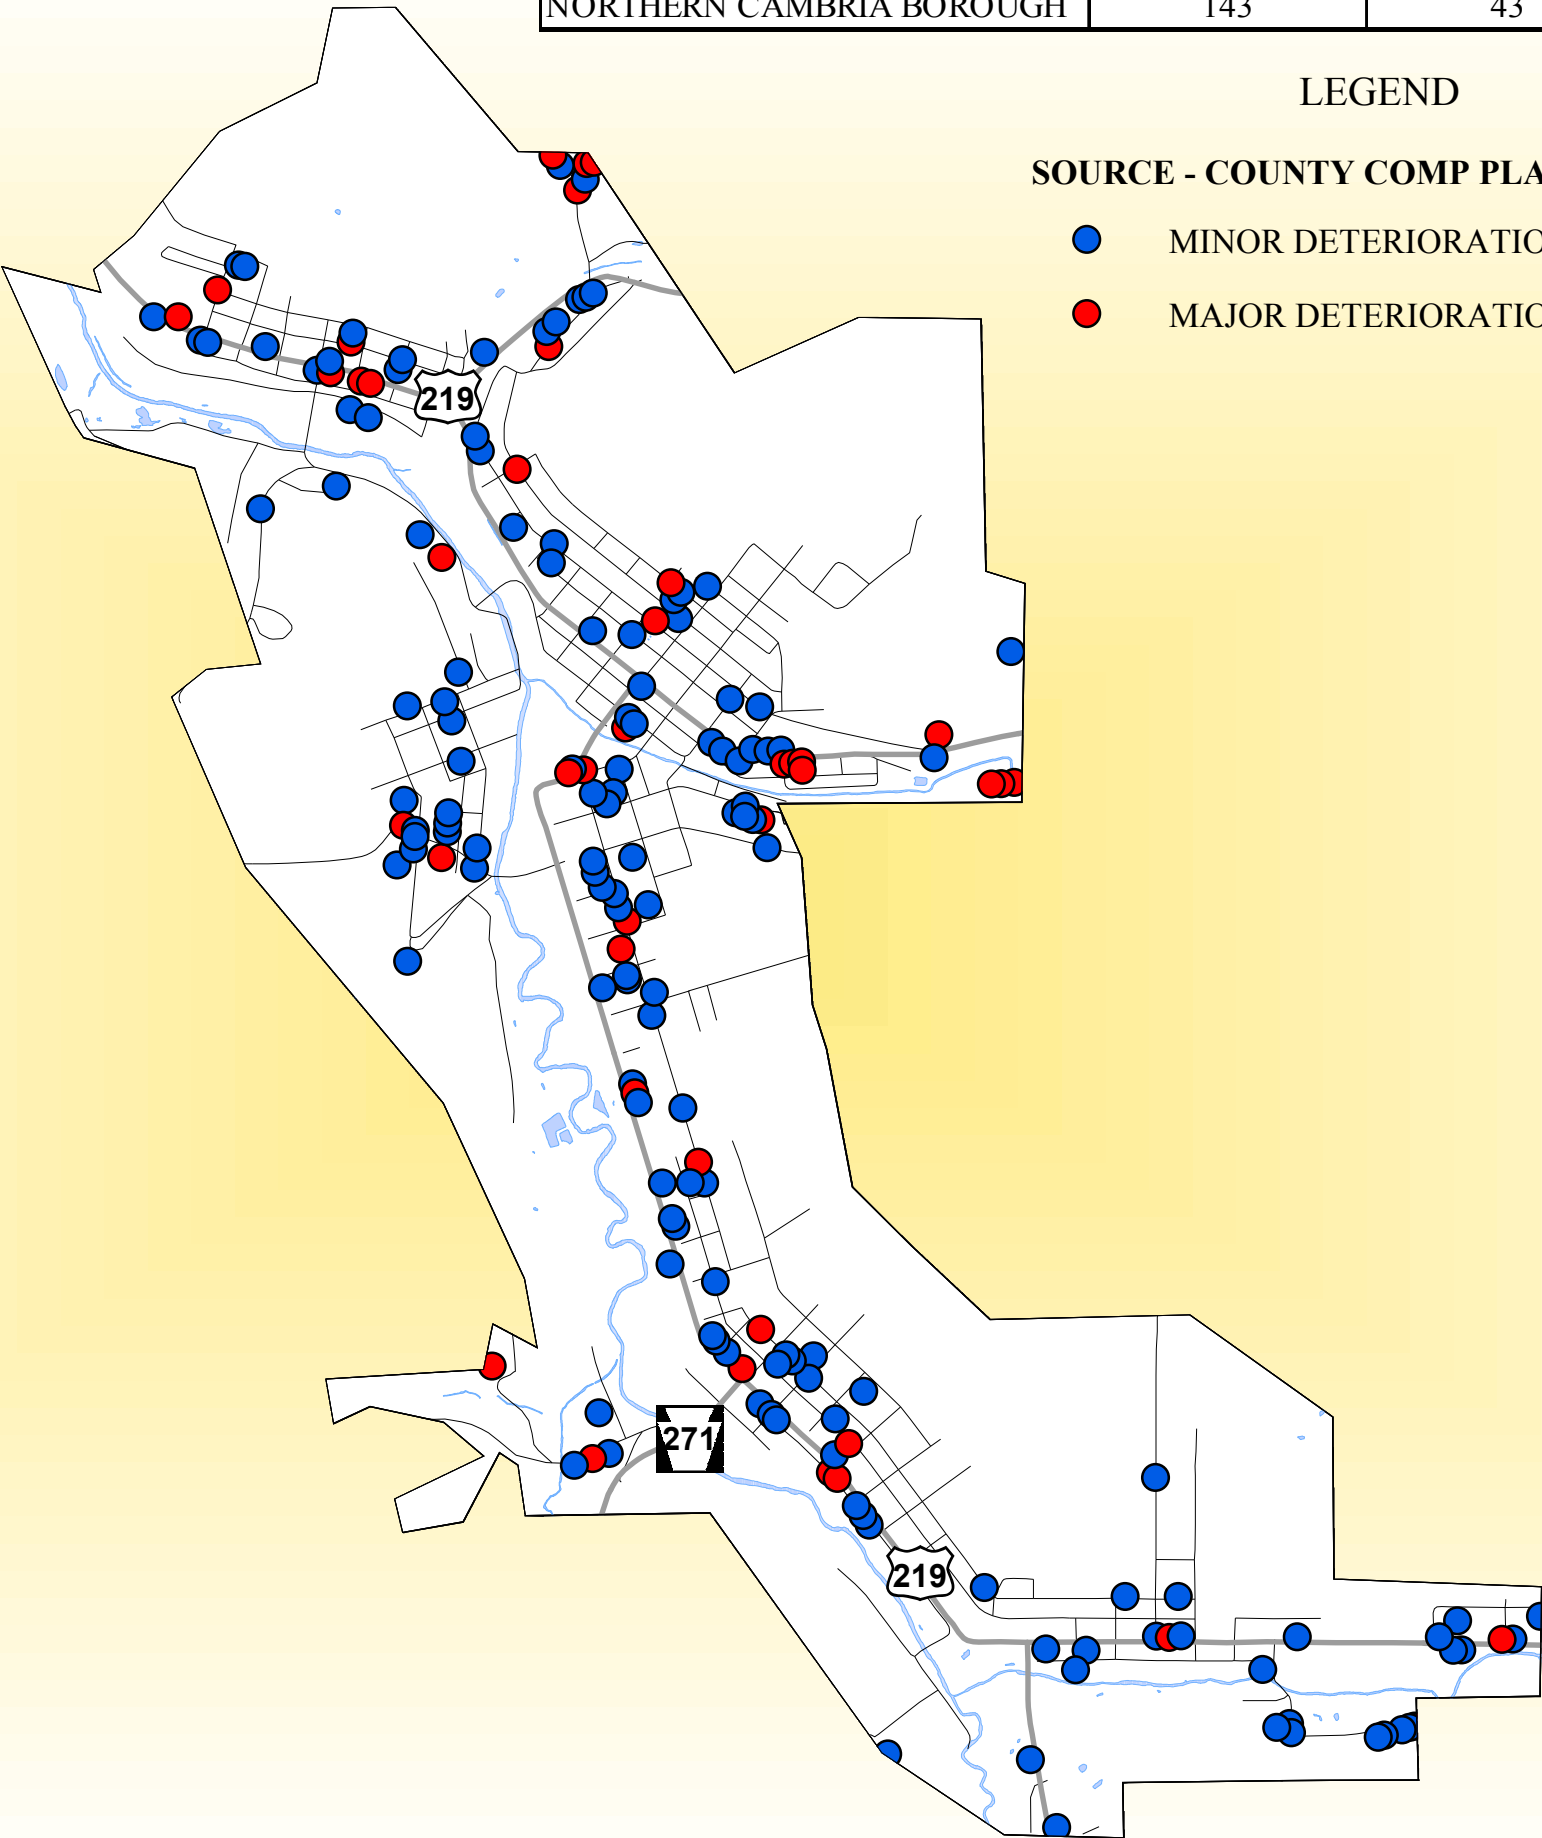 NORTHERN CAMBRIA BOROUGH 143 43
LEGEND
SOURCE - COUNTY COMP PLA
MINOR DETERIORATIO
MAJOR DETERIORATIO
219
271
219